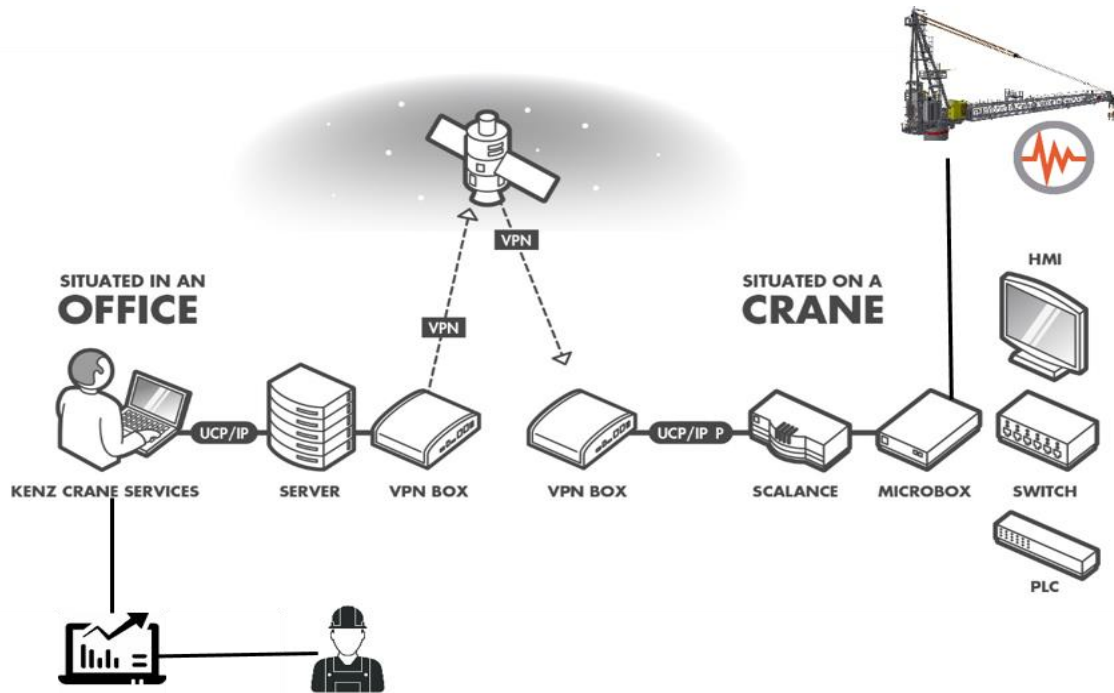 VPN
VPN
SITUATED IN AN
OFFICE
SITUATED ON A
CRANE
HMI
UCP/IP
UCP/IP P
KENZ CRANE SERVICES
SERVER
VPN BOX
VPN BOX
SCALANCE
MICROBOX
SWITCH
PLC